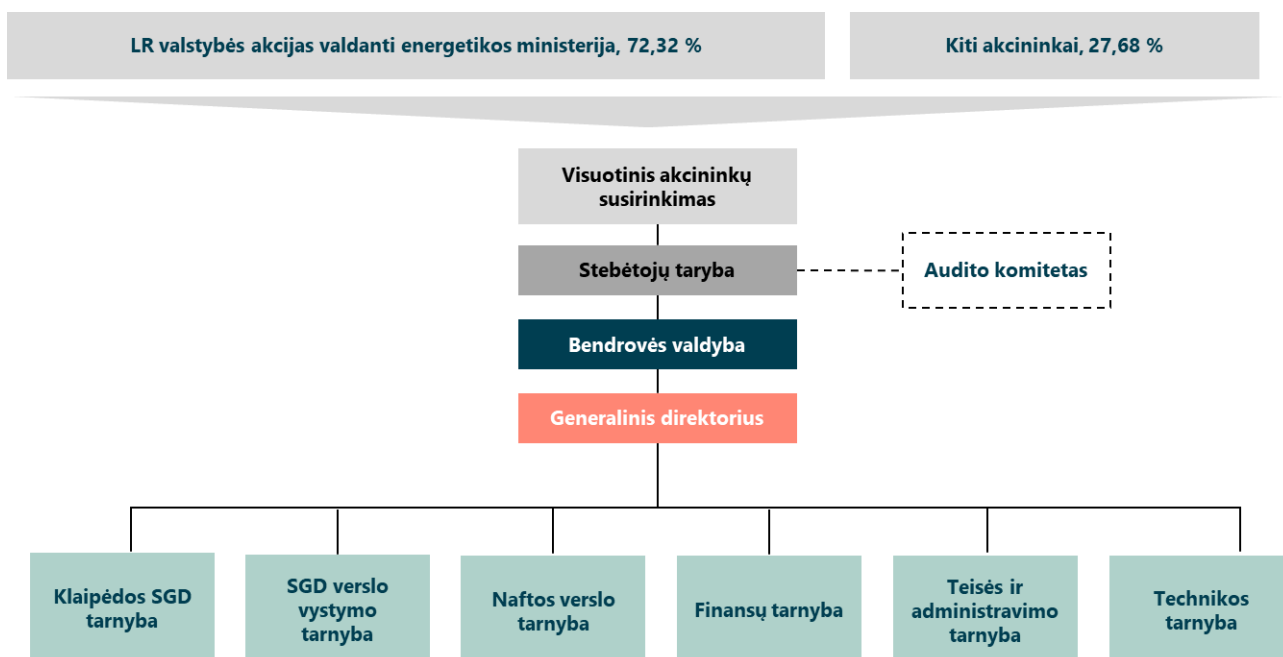 LR valstybės akcijas valdanti energetikos ministerija, 72,32 %
Kiti akcininkai, 27,68 %
Visuotinis akcininkų
susirinkimas
Stebėtojų taryba
Audito komitetas
Bendrovės valdyba
Generalinis direktorius
Klaipėdos SGD
tarnyba
SGD verslo
vystymo
tarnyba
Naftos verslo
tarnyba
Finansų tarnyba
Teisės ir
administravimo
tarnyba
Technikos
tarnyba